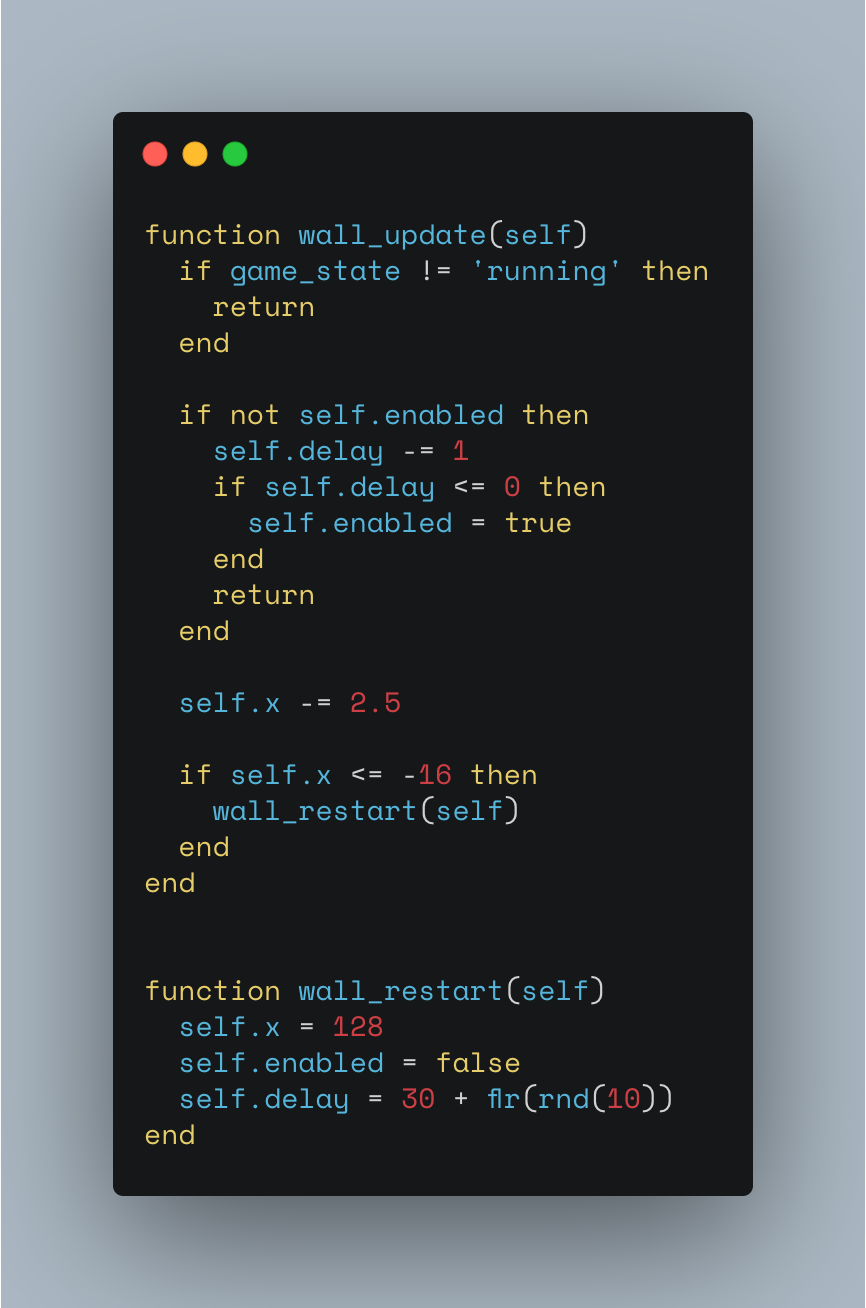 function wall_update(self)
  if game_state != 'running' then
    return
  end

  if not self.enabled then
    self.delay -= 1
    if self.delay <= 0 then
      self.enabled = true
    end
    return
  end

  self.x -= 2.5

  if self.x <= -16 then
    wall_restart(self)
  end
end


function wall_restart(self)
  self.x = 128
  self.enabled = false
  self.delay = 30 + flr(rnd(10))
end